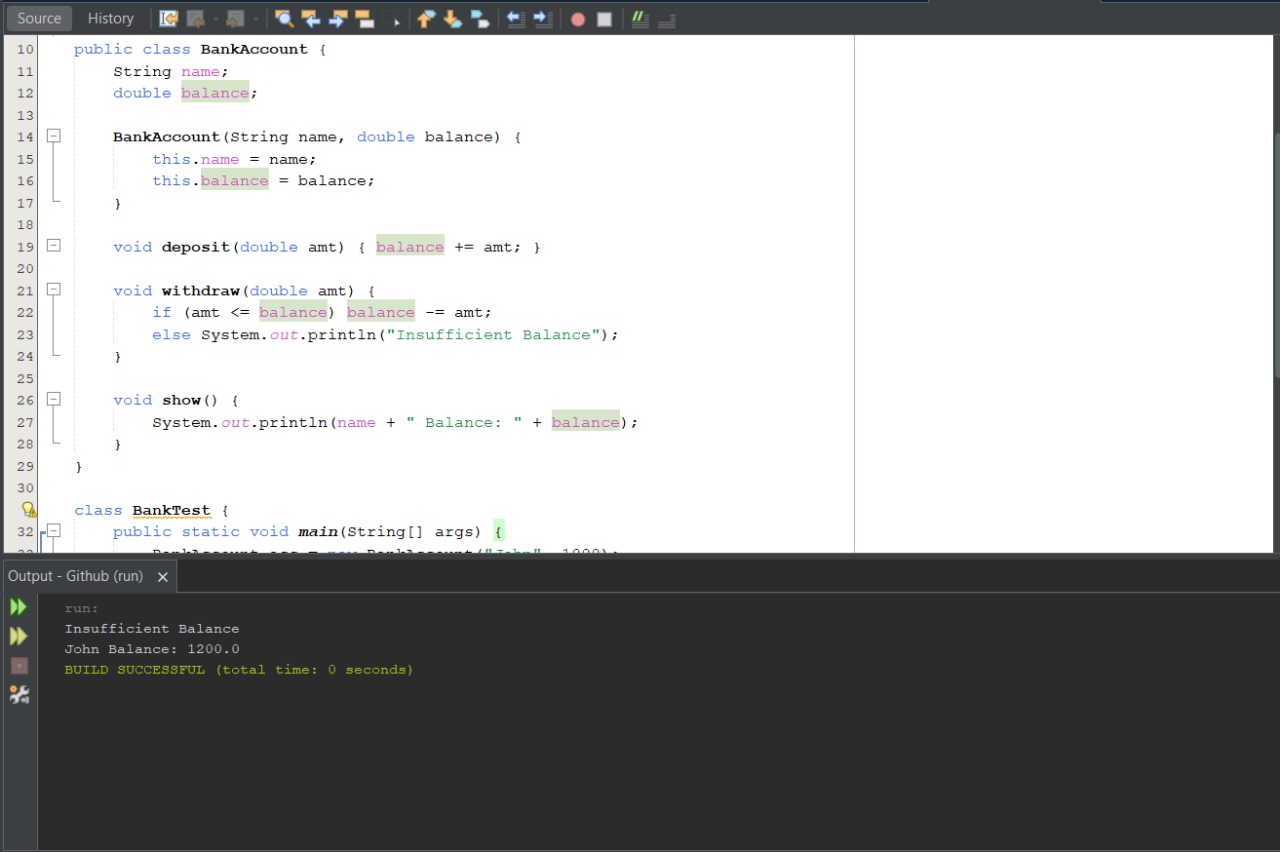 Source History
10 public class BankAccount {
11 String name;
12 double balance;
13
14 BankAccount(String name, double balance) {
15 this.name = name;
16 this.balance = balance;
17 }
18
19 void deposit(double amt) { balance += amt; }
20
21 void withdraw(double amt) {
22 if (amt <= balance) balance -= amt;
23 else System.out.println("Insufficient Balance");
24 }
25
26 void show() {
27 System.out.println(name + " Balance: " + balance);
28 }
29 }
30
class BankTest {
32 public static void main(String[] args) {
Output - Github (run)
run:
Insufficient Balance
John Balance: 1200.0
BUILD SUCCESSFUL (total time: 0 seconds)